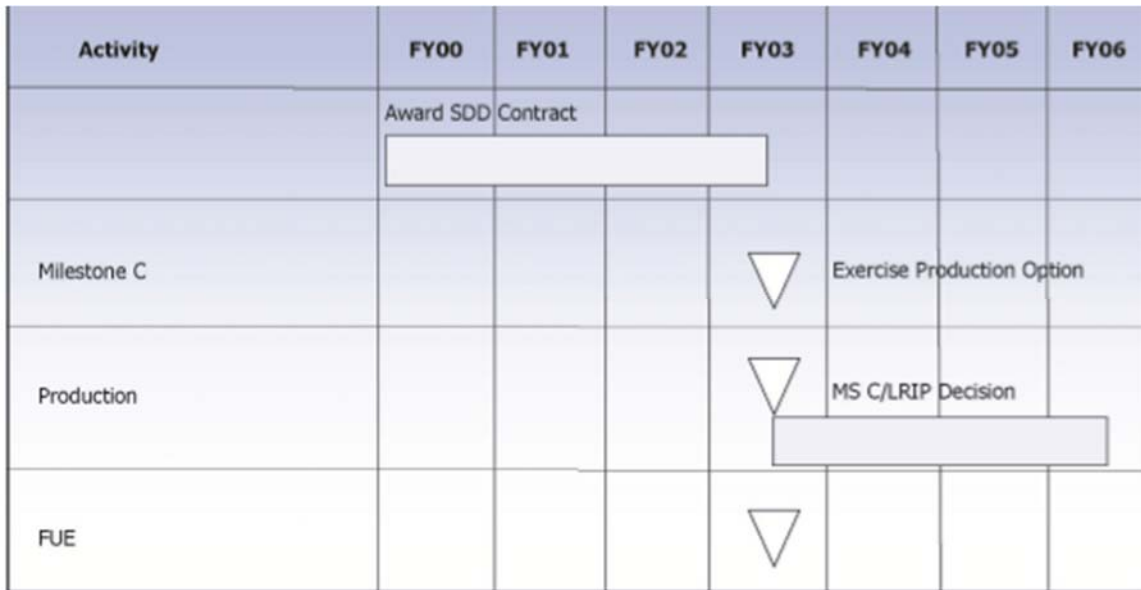 Activity FY00 FY01 FY02 FY03 FY04 FY05 FY06
Award SDD Contract
Milestone C Exercise Production Option
Production MS C/LRIP Decision
FUE